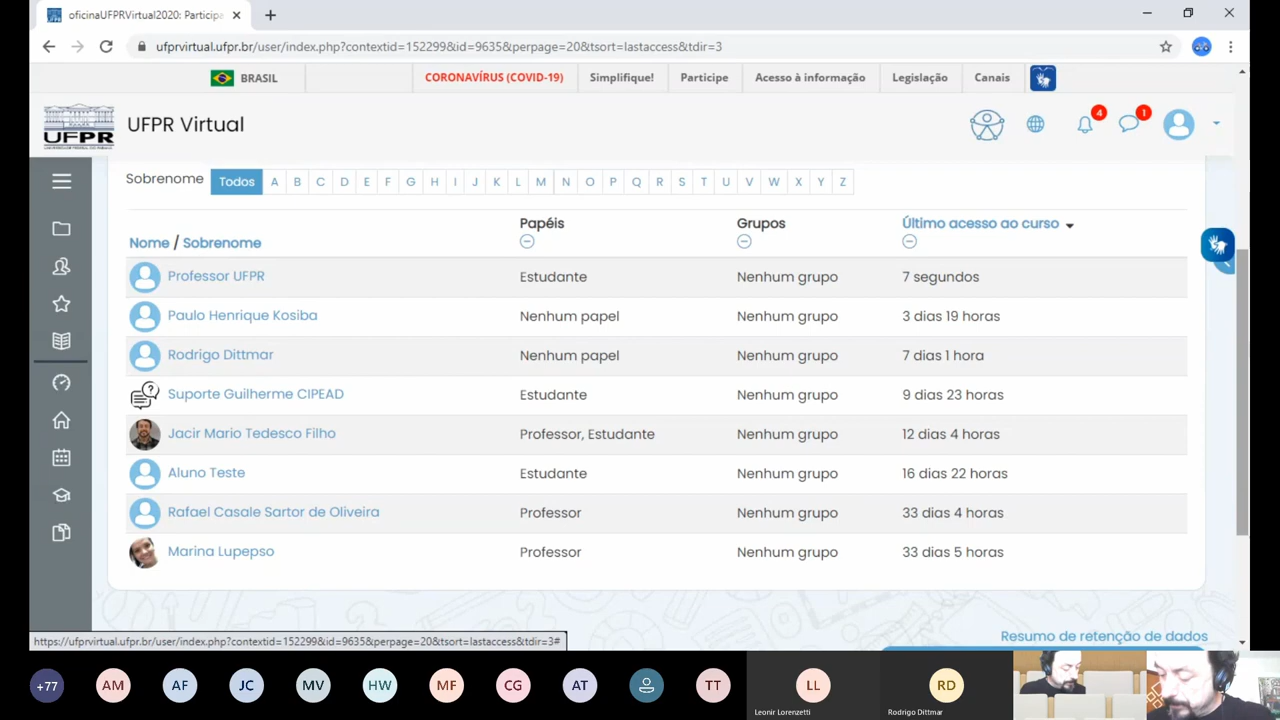 oficinaUFPRVirtual2020: Participa
ufprvirtual.ufpr.br/user/index.php?contextid=152299&id=9635&perpage=20&tsort=lastaccess&tdir=3
BRASIL CORONAVÍRUS (COVID-19) Simplifique! Participe Acesso à informação Legislação Canais
UFPR UFPR Virtual 4 1
Sobrenome Todos A B C D E F G H I J K L M N O P Q R S T U V W X Y Z
Nome / Sobrenome Papéis Grupos Último acesso ao curso
Professor UFPR Estudante Nenhum grupo 7 segundos
Paulo Henrique Kosiba Nenhum papel Nenhum grupo 3 dias 19 horas
Rodrigo Dittmar Nenhum papel Nenhum grupo 7 dias 1 hora
Suporte Guilherme CIPEAD Estudante Nenhum grupo 9 dias 23 horas
Jacir Mario Tedesco Filho Professor, Estudante Nenhum grupo 12 dias 4 horas
Aluno Teste Estudante Nenhum grupo 16 dias 22 horas
Rafael Casale Sartor de Oliveira Professor Nenhum grupo 33 dias 4 horas
Marina Lupepso Professor Nenhum grupo 33 dias 5 horas
Resumo de retenção de dados
https://ufprvirtual.ufpr.br/user/index.php?contextid=152299&id=9635&perpage=20&tsort=lastaccess&tdir=3#
+77 AM AF JC MV HW MF CG AT TT LL RD
Leonir Lorenzetti Rodrigo Dittmar